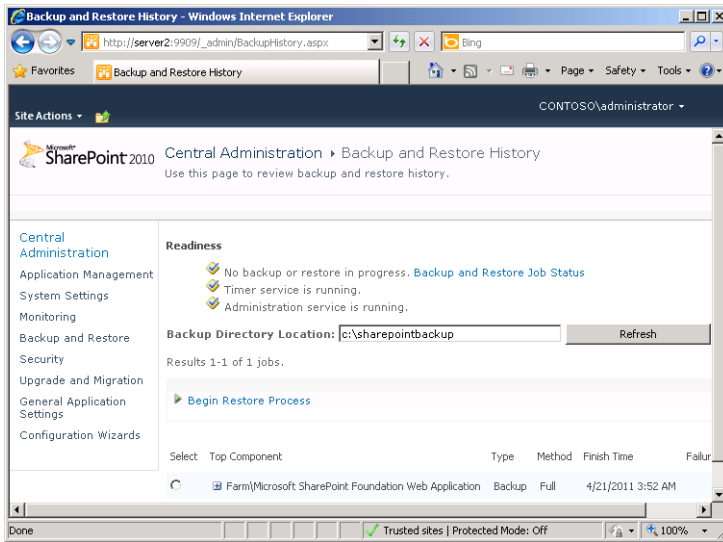 Backup and Restore History - Windows Internet Explorer
http://server2:9909/_admin/BackupHistory.aspx
Bing
Favorites
Backup and Restore History
Page
Safety
Tools
Site Actions
CONTOSO\administrator
Microsoft
SharePoint 2010
Central Administration
Backup and Restore History
Use this page to review backup and restore history.
Central
Administration
Application Management
System Settings
Monitoring
Backup and Restore
Security
Upgrade and Migration
General Application
Settings
Configuration Wizards
Readiness
No backup or restore in progress. Backup and Restore Job Status
Timer service is running.
Administration service is running.
Backup Directory Location: c:\sharepointbackup
Refresh
Results 1-1 of 1 jobs.
Begin Restore Process
Select Top Component Type Method Finish Time Failur
Farm\Microsoft SharePoint Foundation Web Application Backup Full 4/21/2011 3:52 AM
Done
Trusted sites | Protected Mode: Off
100%